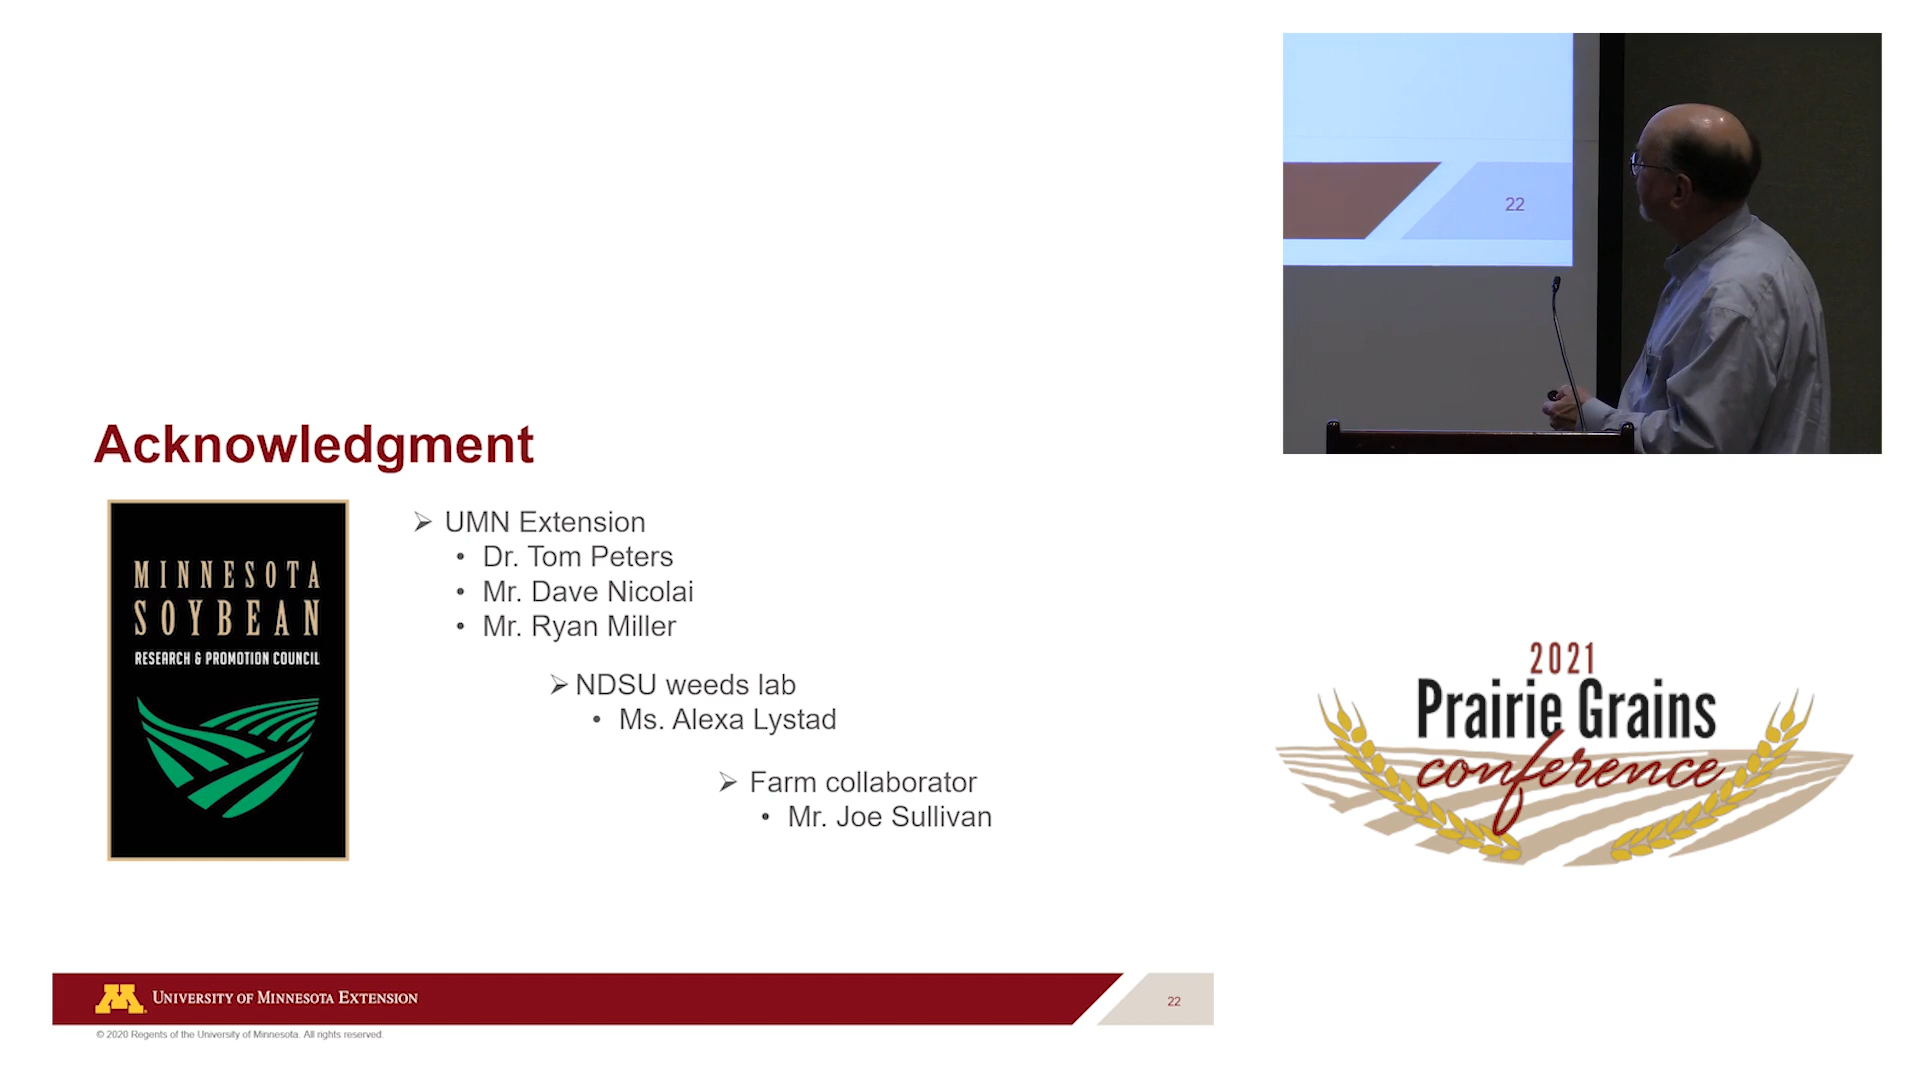 22
Acknowledgment
MINNESOTA
SOYBEAN
RESEARCH & PROMOTION COUNCIL
➢ UMN Extension
• Dr. Tom Peters
• Mr. Dave Nicolai
• Mr. Ryan Miller
➢ NDSU weeds lab
• Ms. Alexa Lystad
➢ Farm collaborator
• Mr. Joe Sullivan
2021
Prairie Grains
conference
M
UNIVERSITY OF MINNESOTA EXTENSION
22
© 2020 Regents of the University of Minnesota. All rights reserved.